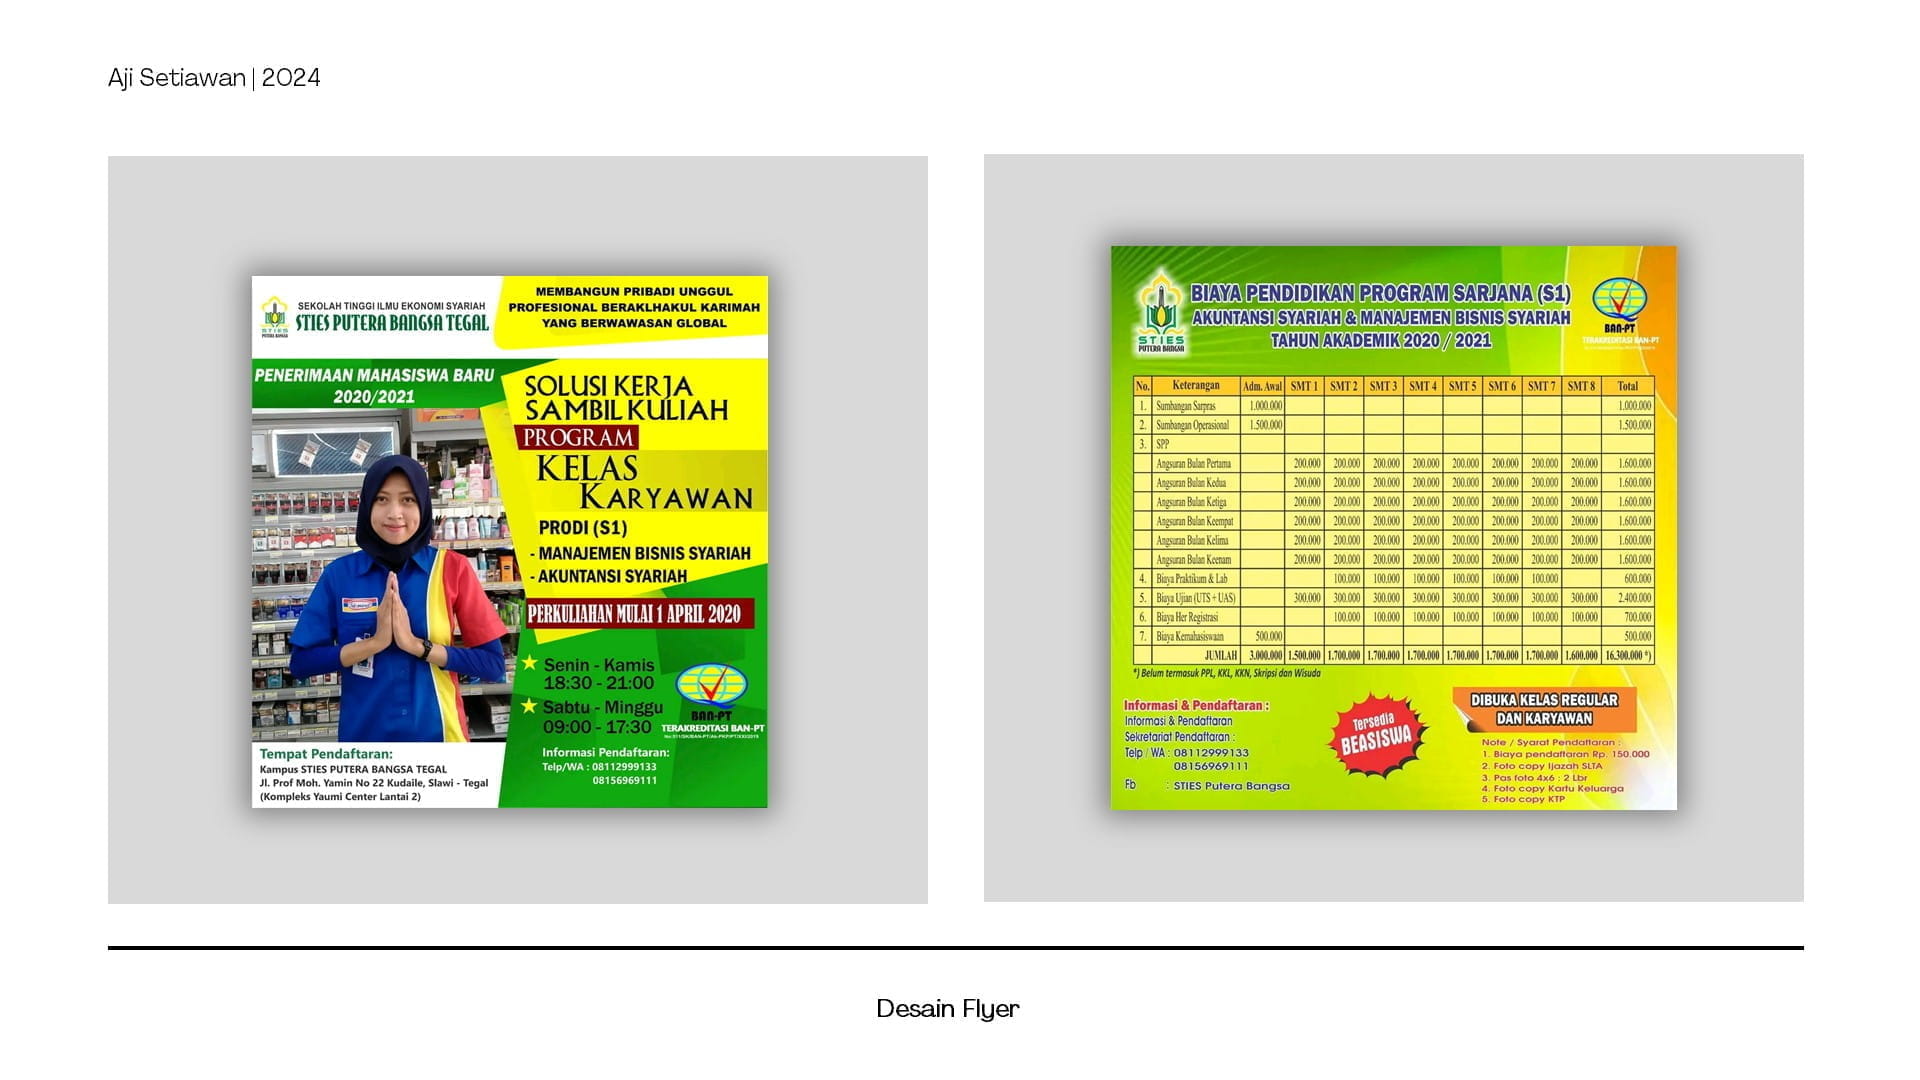 Aji Setiawan | 2024
STIES
PUTERA BANGSA
SEKOLAH TINGGI ILMU EKONOMI SYARIAH
STIES PUTERA BANGSA TEGAL
MEMBANGUN PRIBADI UNGGUL
PROFESIONAL BERAKLHAKUL KARIMAH
YANG BERWAWASAN GLOBAL
PENERIMAAN MAHASISWA BARU
2020/2021
SOLUSI KERJA
SAMBIL KULIAH
PROGRAM
KELAS
KARYAWAN
PRODI (S1)
- MANAJEMEN BISNIS SYARIAH
- AKUNTANSI SYARIAH
PERKULIAHAN MULAI 1 APRIL 2020
Senin - Kamis
18:30 - 21:00
Sabtu - Minggu
09:00 - 17:30
BAN-PT
TERAKREDITASI BAN-PT
Tempat Pendaftaran:
Kampus STIES PUTERA BANGSA TEGAL
Jl. Prof Moh. Yamin No 22 Kudaile, Slawi - Tegal
(Kompleks Yaumi Center Lantai 2)
Informasi Pendaftaran:
Telp/WA : 08112999133
08156969111
STIES
PUTERA BANGSA
BIAYA PENDIDIKAN PROGRAM SARJANA (S1)
AKUNTANSI SYARIAH & MANAJEMEN BISNIS SYARIAH
TAHUN AKADEMIK 2020 / 2021
BAN-PT
TERAKREDITASI BAN-PT
No. Keterangan Adm. Awal SMT 1 SMT 2 SMT 3 SMT 4 SMT 5 SMT 6 SMT 7 SMT 8 Total
1. Sumbangan Sarpras 1.000.000 1.000.000
2. Sumbangan Operasional 1.500.000 1.500.000
3. SPP
Angsuran Bulan Pertama 200.000 200.000 200.000 200.000 200.000 200.000 200.000 200.000 1.600.000
Angsuran Bulan Kedua 200.000 200.000 200.000 200.000 200.000 200.000 200.000 200.000 1.600.000
Angsuran Bulan Ketiga 200.000 200.000 200.000 200.000 200.000 200.000 200.000 200.000 1.600.000
Angsuran Bulan Keempat 200.000 200.000 200.000 200.000 200.000 200.000 200.000 200.000 1.600.000
Angsuran Bulan Kelima 200.000 200.000 200.000 200.000 200.000 200.000 200.000 200.000 1.600.000
Angsuran Bulan Keenam 200.000 200.000 200.000 200.000 200.000 200.000 200.000 200.000 1.600.000
4. Biaya Praktikum & Lab 100.000 100.000 100.000 100.000 100.000 100.000 600.000
5. Biaya Ujian (UTS + UAS) 300.000 300.000 300.000 300.000 300.000 300.000 300.000 300.000 2.400.000
6. Biaya Her Registrasi 100.000 100.000 100.000 100.000 100.000 100.000 100.000 700.000
7. Biaya Kemahasiswaan 500.000 500.000
JUMLAH 3.000.000 1.500.000 1.700.000 1.700.000 1.700.000 1.700.000 1.700.000 1.700.000 1.600.000 16.300.000 *)
*) Belum termasuk PPL, KKL, KKN, Skripsi dan Wisuda
Informasi & Pendaftaran :
Informasi & Pendaftaran
Sekretariat Pendaftaran :
Telp / WA : 08112999133
08156969111
Fb : STIES Putera Bangsa
Tersedia
BEASISWA
DIBUKA KELAS REGULAR
DAN KARYAWAN
Note / Syarat Pendaftaran :
1. Biaya pendaftaran Rp. 150.000
2. Foto copy Ijazah SLTA
3. Pas foto 4x6 : 2 Lbr
4. Foto copy Kartu Keluarga
5. Foto copy KTP
Desain Flyer